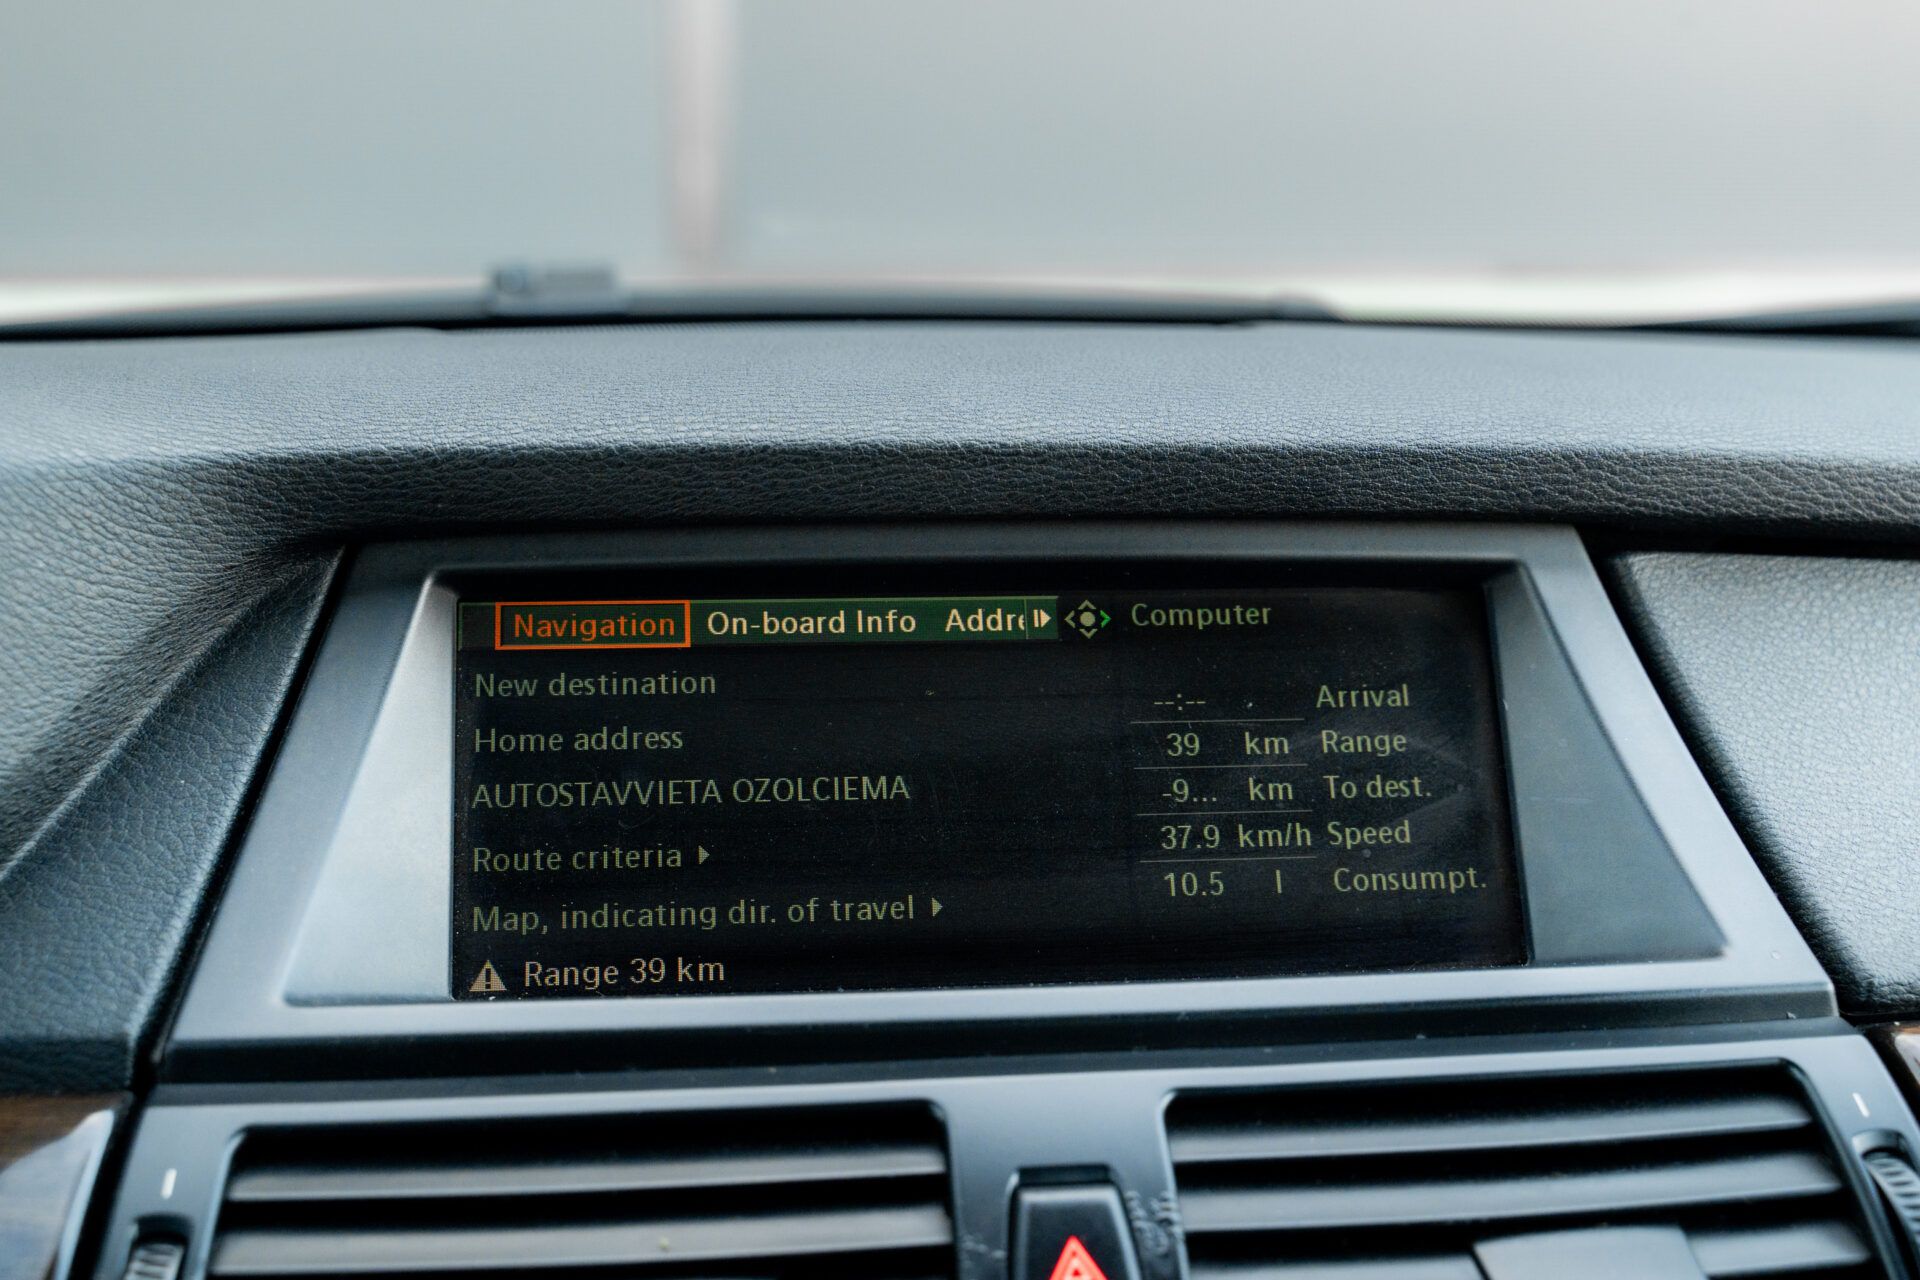 Navigation On-board Info Addre
Computer
New destination
Home address
AUTOSTAVVIETA OZOLCIEMA
Route criteria
Map, indicating dir. of travel
Range 39 km
--:-- Arrival
39 km Range
-9... km To dest.
37.9 km/h Speed
10.5 l Consumpt.